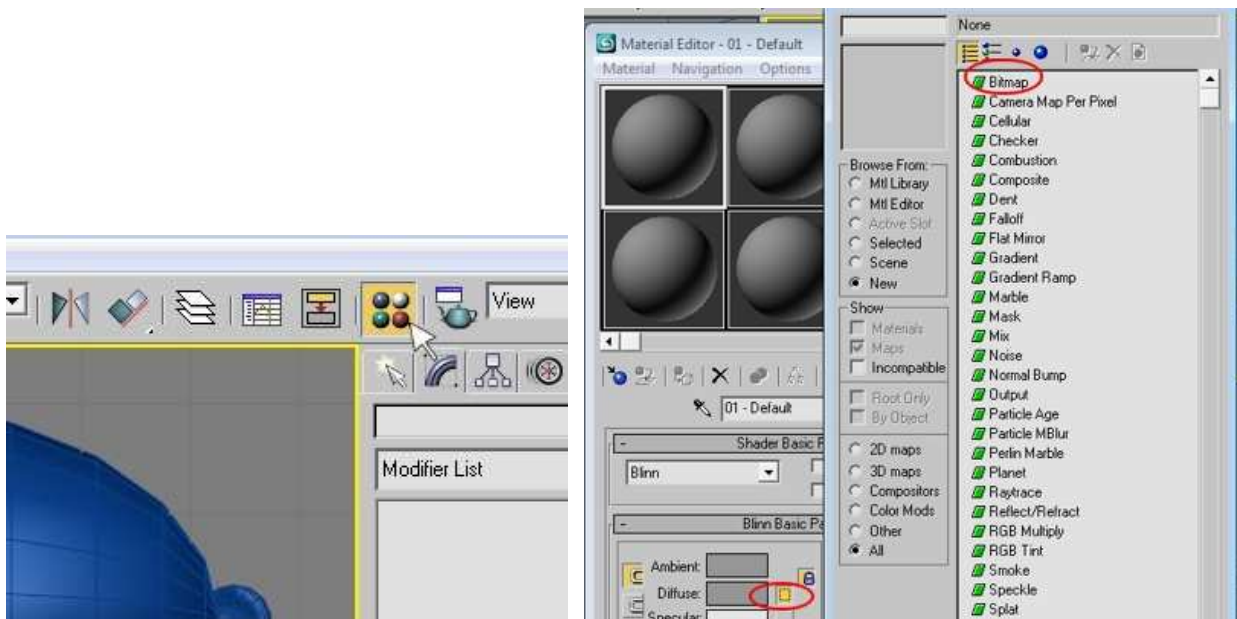 View
Modifier List
Material Editor - 01 - Default
Material Navigation Options
01 - Default
Shader Basic
Blinn
Blinn Basic
Ambient:
Diffuse:
Specular:
None
Browse From:
Mtl Library
Mtl Editor
Active Slot
Selected
Scene
New
Show
Materials
Maps
Incompatible
Root Only
By Object
2D maps
3D maps
Compositors
Color Mods
Other
All
Bitmap
Camera Map Per Pixel
Cellular
Checker
Combustion
Composite
Dent
Falloff
Flat Mirror
Gradient
Gradient Ramp
Marble
Mask
Mix
Noise
Normal Bump
Output
Particle Age
Particle MBlur
Perlin Marble
Planet
Raytrace
Reflect/Refract
RGB Multiply
RGB Tint
Smoke
Speckle
Splat